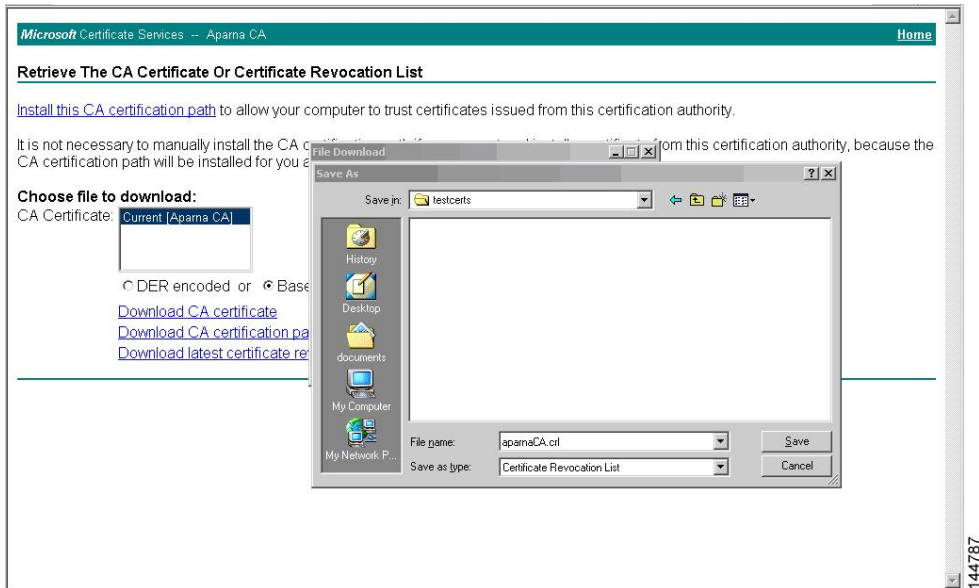 Microsoft Certificate Services -- Aparna CA Home
Retrieve The CA Certificate Or Certificate Revocation List
Install this CA certification path to allow your computer to trust certificates issued from this certification authority.
It is not necessary to manually install the CA from this certification authority, because the
CA certification path will be installed for you
Choose file to download:
CA Certificate: Current [Aparna CA]
DER encoded or Base
Download CA certificate
Download CA certification pa
Download latest certificate re
File Download
Save As
Save in: testcerts
History
Desktop
documents
My Computer
My Network P...
File name: aparnaCA.crl Save
Save as type: Certificate Revocation List Cancel
144787